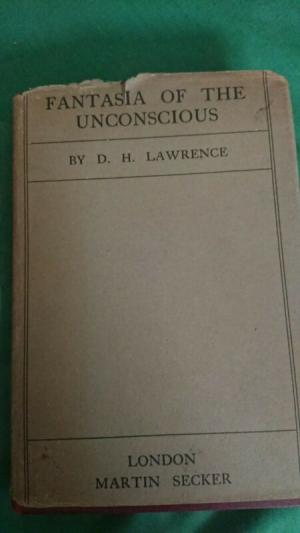 FANTASIA OF THE
UNCONSCIOUS
BY D. H. LAWRENCE
LONDON
MARTIN SECKER